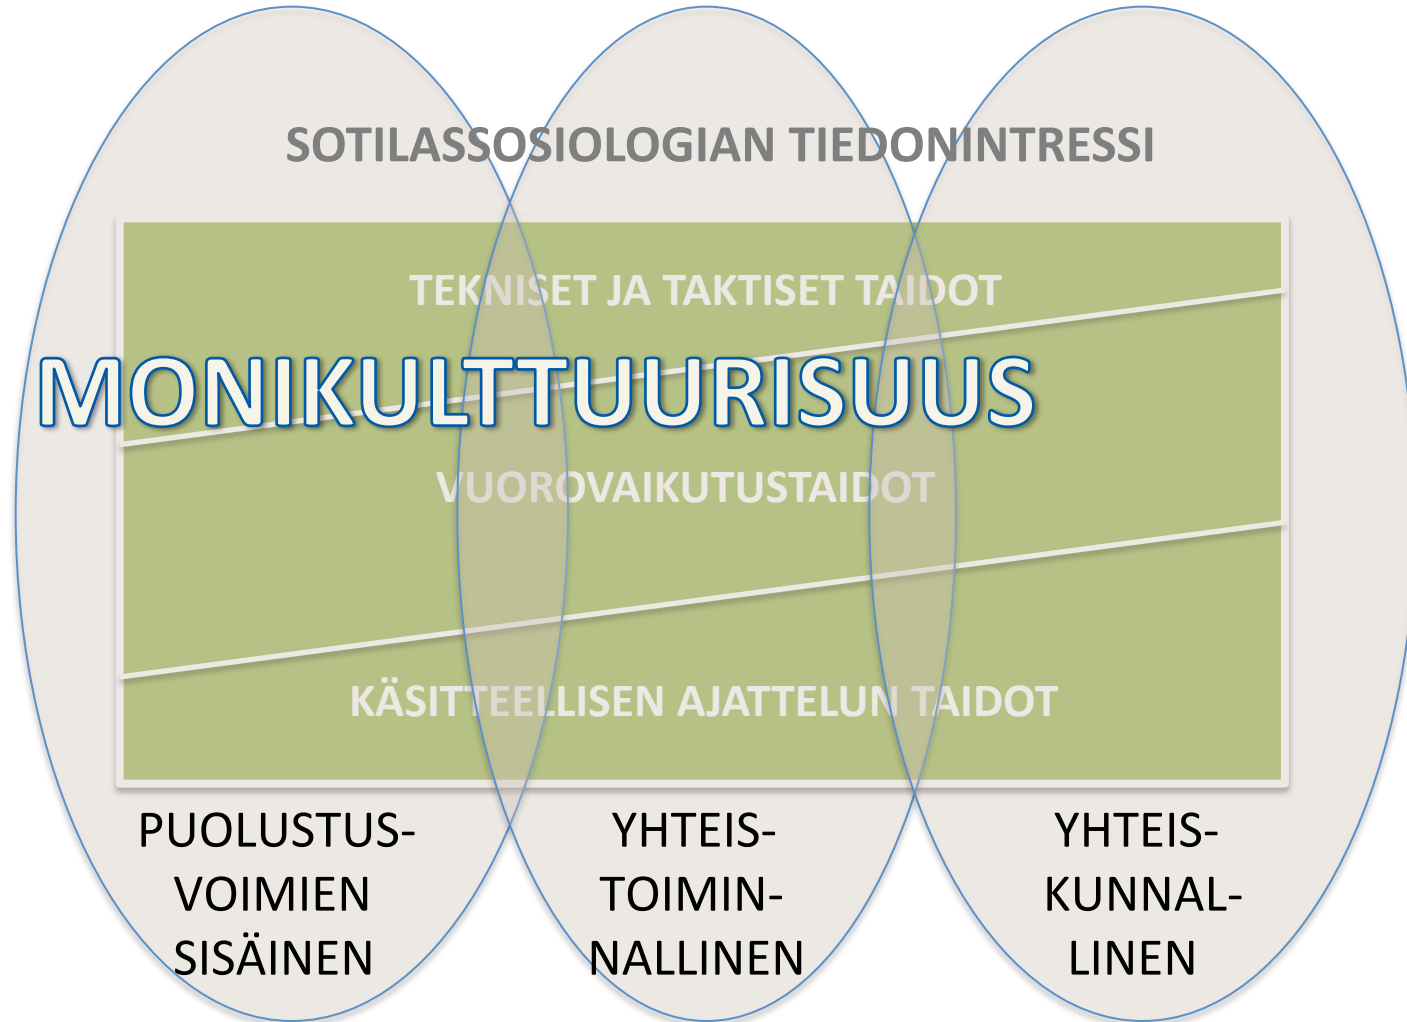 SOTILASSOSIOLOGIAN TIEDONINTRESSI
TEKNISET JA TAKTISET TAIDOT
MONIKULTTUURISUUS
VUOROVAIKUTUSTAIDOT
KÄSITTEELLISEN AJATTELUN TAIDOT
PUOLUSTUS-
VOIMIEN
SISÄINEN
YHTEIS-
TOIMIN-
NALLINEN
YHTEIS-
KUNNAL-
LINEN